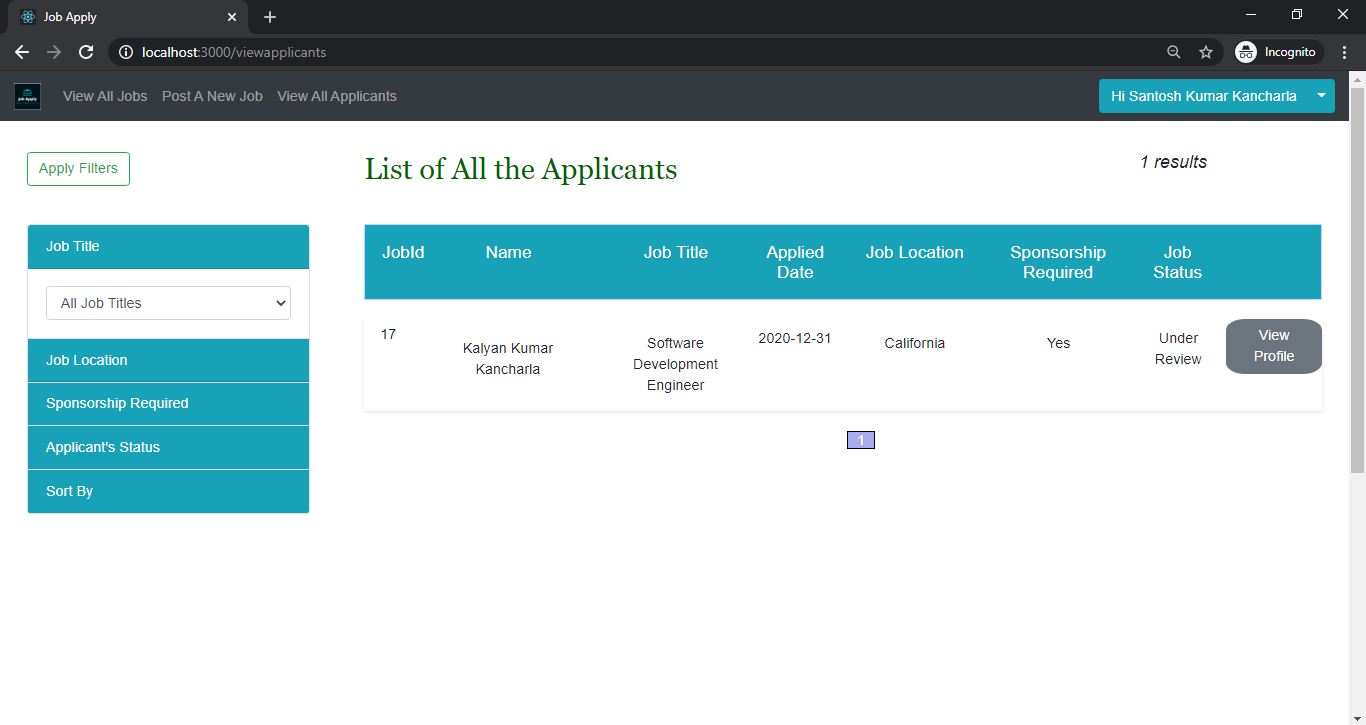 Job Apply
localhost:3000/viewapplicants
Incognito
Job Apply
View All Jobs Post A New Job View All Applicants
Hi Santosh Kumar Kancharla
Apply Filters
List of All the Applicants
1 results
Job Title
All Job Titles
Job Location
Sponsorship Required
Applicant's Status
Sort By
JobId Name Job Title Applied Date Job Location Sponsorship Required Job Status
17
Kalyan Kumar
Kancharla
Software
Development
Engineer
2020-12-31
California
Yes
Under
Review
View
Profile
1